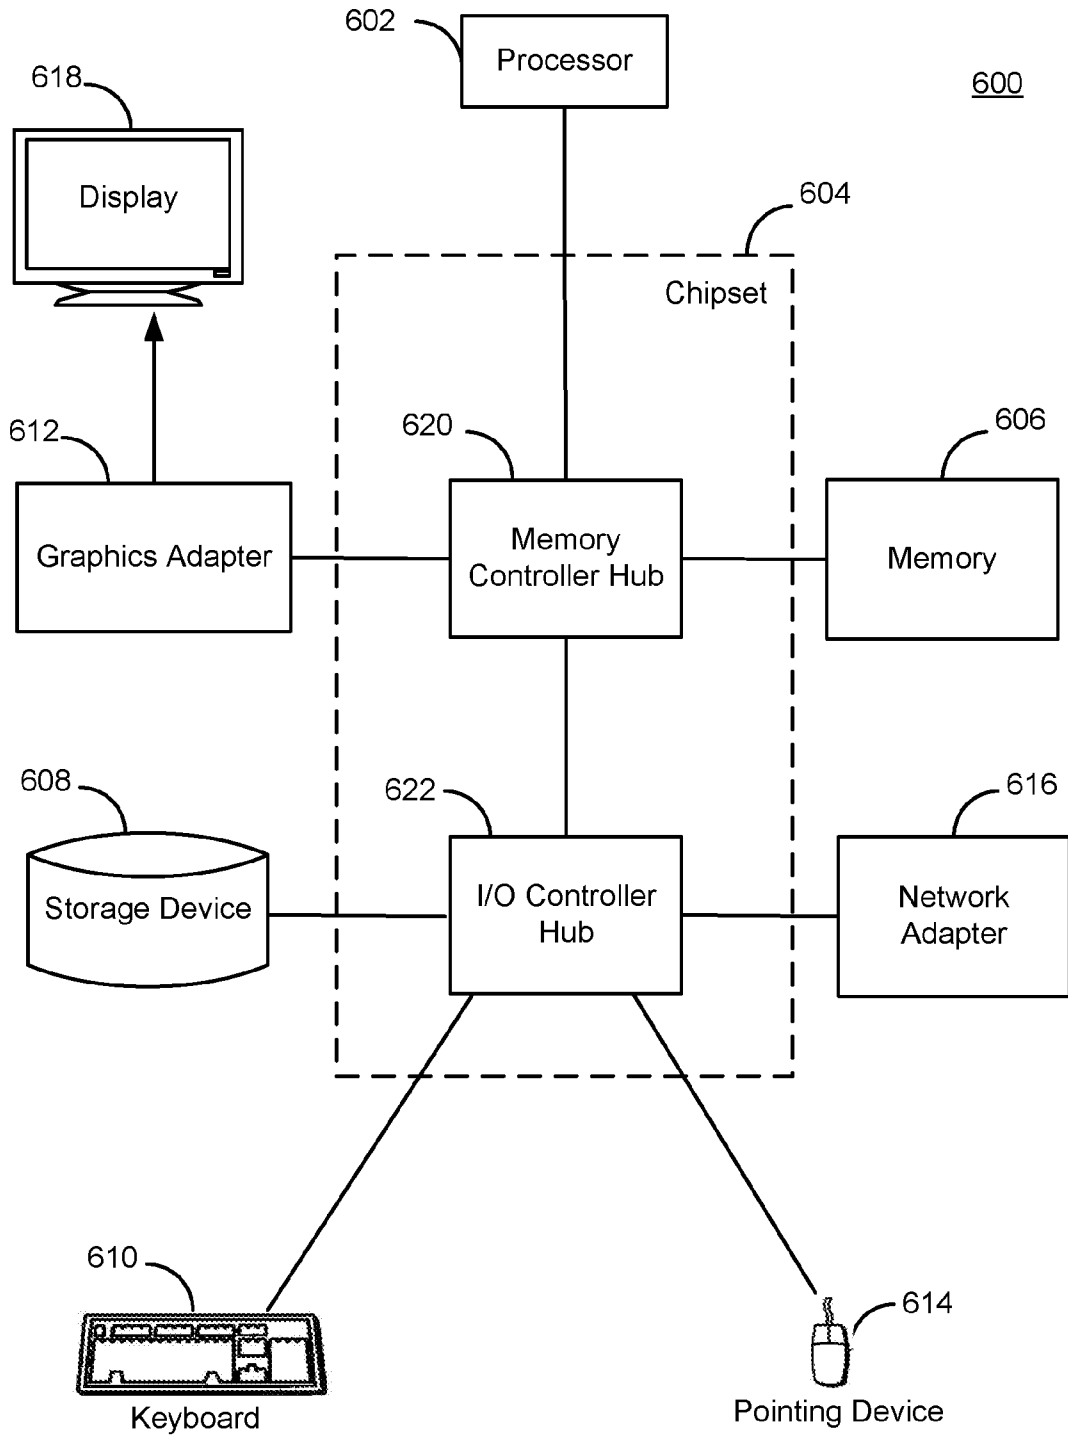 602
Processor
600
618
Display
604
Chipset
612
620
606
Graphics Adapter
Memory
Controller Hub
Memory
608
622
616
Storage Device
I/O Controller
Hub
Network
Adapter
610
614
Keyboard
Pointing Device